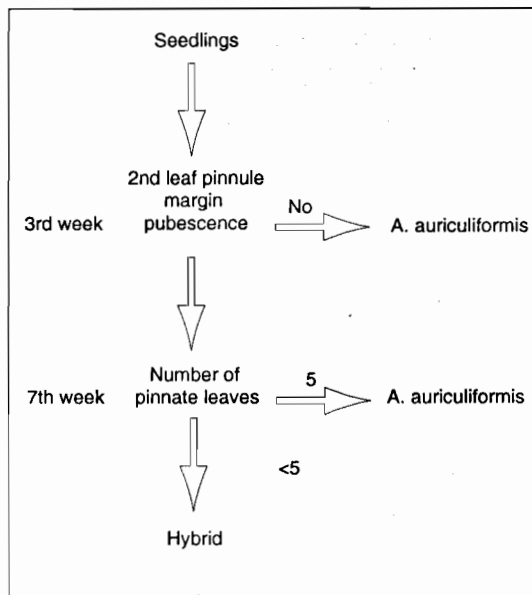 Seedlings
2nd leaf pinnule
margin
No
3rd week
pubescence
A. auriculiformis
Number of
5
7th week
pinnate leaves
A. auriculiformis
<5
Hybrid